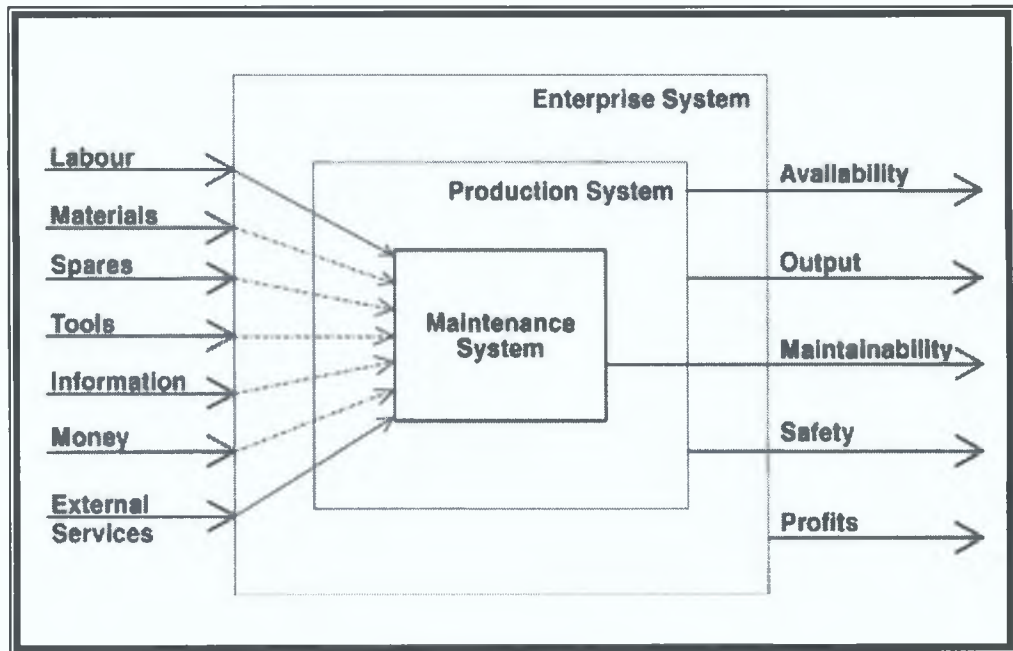 Enterprise System
Production System
Maintenance
System
Labour
Materials
Spares
Tools
Information
Money
External
Services
Availability
Output
Maintainability
Safety
Profits